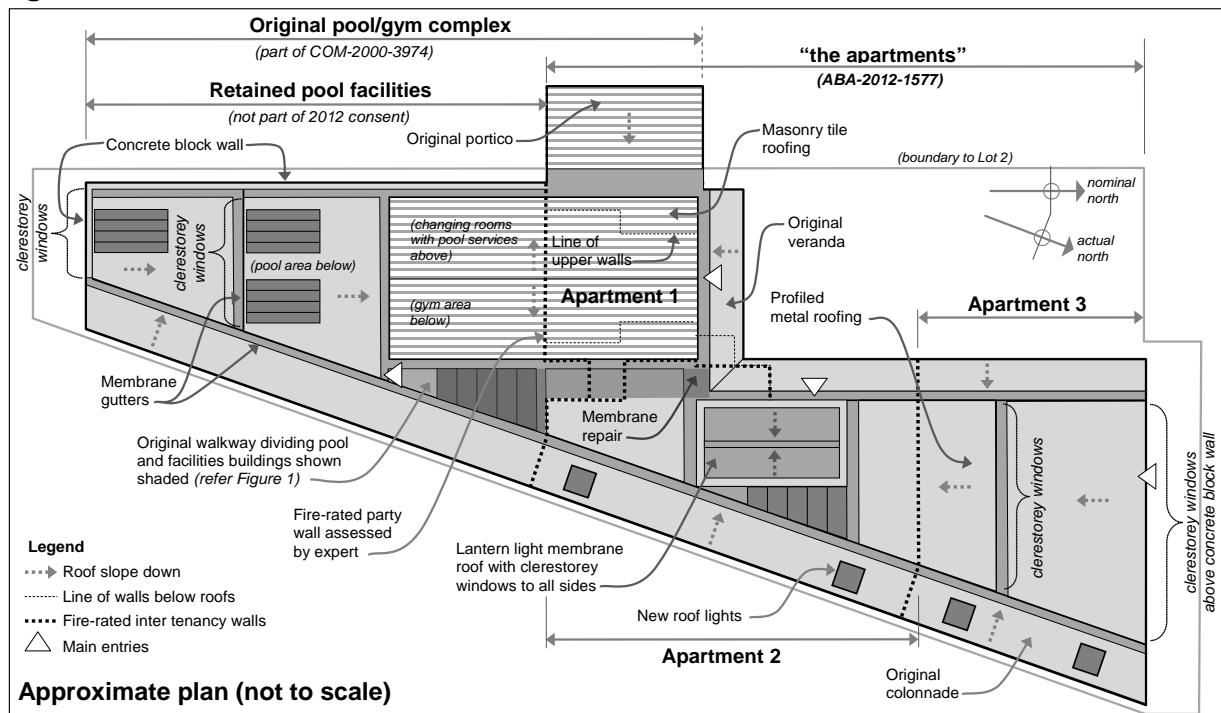 Original pool/gym complex
(part of COM-2000-3974)
“the apartments”
(ABA-2012-1577)
Retained pool facilities
(not part of 2012 consent)
Original portico
Masonry tile
roofing
Concrete block wall
(boundary to Lot 2)
nominal
north
actual
north
clerestorey
windows
clerestorey
windows
(pool area below)
(changing rooms
with pool services
above)
Line of
upper walls
Original
veranda
(gym area
below)
Apartment 1
Profiled
metal roofing
Apartment 3
Membrane
gutters
Membrane
repair
Original walkway dividing pool
and facilities buildings shown
shaded (refer Figure 1)
Fire-rated party
wall assessed
by expert
Lantern light membrane
roof with clerestorey
windows to all sides
clerestorey windows
clerestorey windows
above concrete block wall
New roof lights
Apartment 2
Original
colonnade
Legend
Roof slope down
Line of walls below roofs
Fire-rated inter tenancy walls
Main entries
Approximate plan (not to scale)